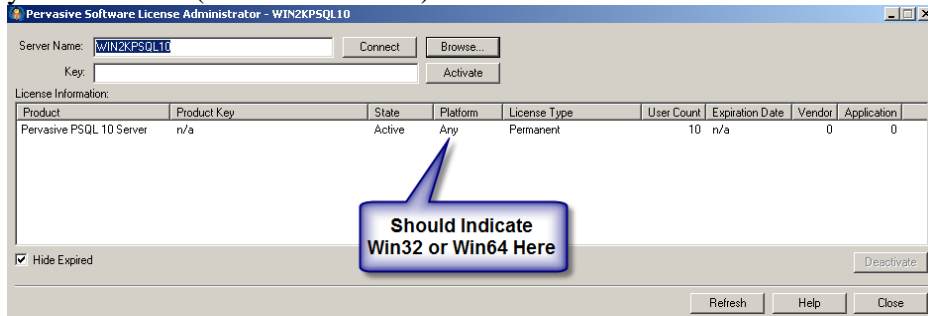 Pervasive Software License Administrator - WIN2KPSQL10
Server Name: WIN2KPSQL10 Connect Browse...
Key: Activate
License Information:
Product Product Key State Platform License Type User Count Expiration Date Vendor Application
Pervasive PSQL 10 Server n/a Active Any Permanent 10 n/a 0 0
Should Indicate
Win32 or Win64 Here
Hide Expired Deactivate
Refresh Help Close